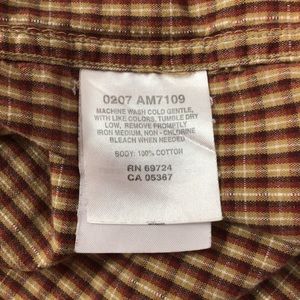 0207 AM7109
MACHINE WASH COLD GENTLE,
WITH LIKE COLORS, TUMBLE DRY
LOW, REMOVE PROMPTLY
IRON MEDIUM, NON - CHLORINE
BLEACH WHEN NEEDED
BODY: 100% COTTON
RN 69724
CA 05367